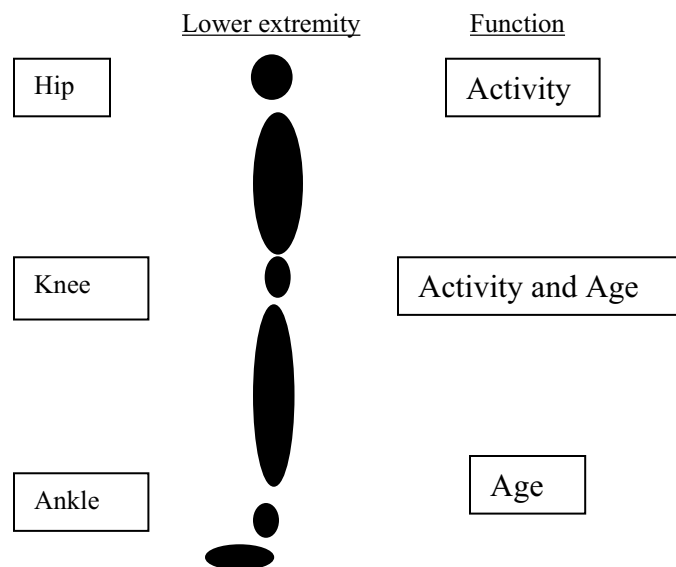 Lower extremity
Function
Hip
Activity
Knee
Activity and Age
Ankle
Age